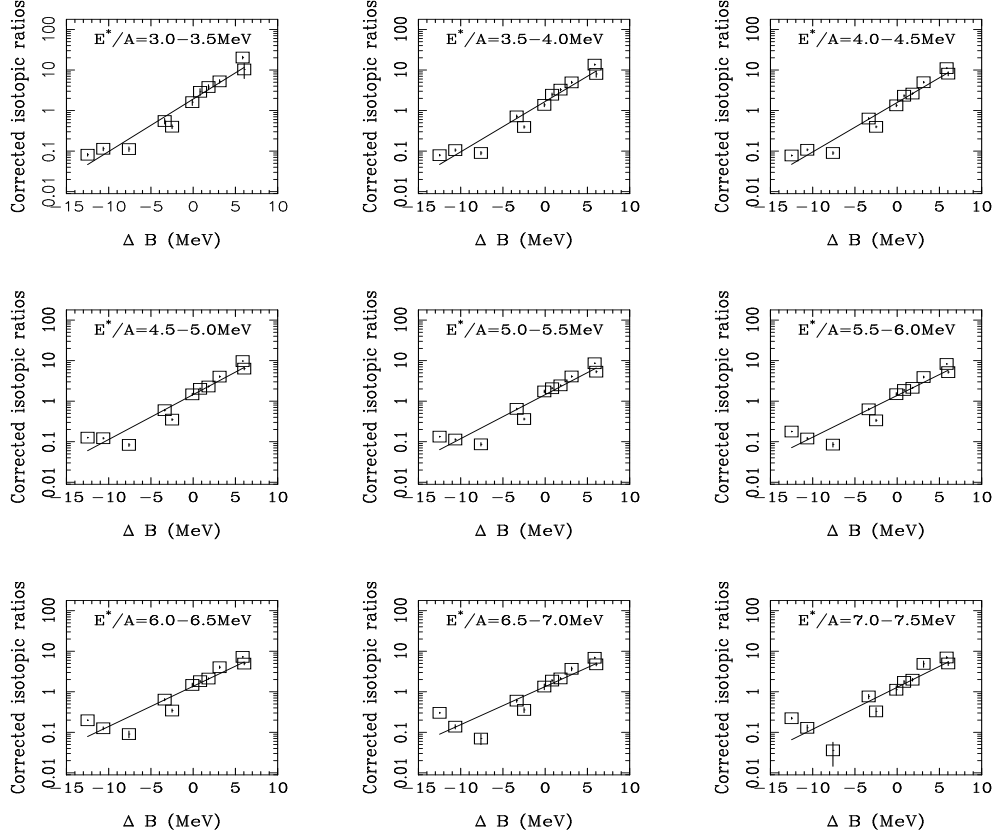 Corrected isotopic ratios
E*/A=3.0−3.5MeV
100
10
1
0.1
0.01
−15 −10 −5 0 5 10
Δ B (MeV)
Corrected isotopic ratios
E*/A=3.5−4.0MeV
100
10
1
0.1
0.01
−15 −10 −5 0 5 10
Δ B (MeV)
Corrected isotopic ratios
E*/A=4.0−4.5MeV
100
10
1
0.1
0.01
−15 −10 −5 0 5 10
Δ B (MeV)
Corrected isotopic ratios
E*/A=4.5−5.0MeV
100
10
1
0.1
0.01
−15 −10 −5 0 5 10
Δ B (MeV)
Corrected isotopic ratios
E*/A=5.0−5.5MeV
100
10
1
0.1
0.01
−15 −10 −5 0 5 10
Δ B (MeV)
Corrected isotopic ratios
E*/A=5.5−6.0MeV
100
10
1
0.1
0.01
−15 −10 −5 0 5 10
Δ B (MeV)
Corrected isotopic ratios
E*/A=6.0−6.5MeV
100
10
1
0.1
0.01
−15 −10 −5 0 5 10
Δ B (MeV)
Corrected isotopic ratios
E*/A=6.5−7.0MeV
100
10
1
0.1
0.01
−15 −10 −5 0 5 10
Δ B (MeV)
Corrected isotopic ratios
E*/A=7.0−7.5MeV
100
10
1
0.1
0.01
−15 −10 −5 0 5 10
Δ B (MeV)